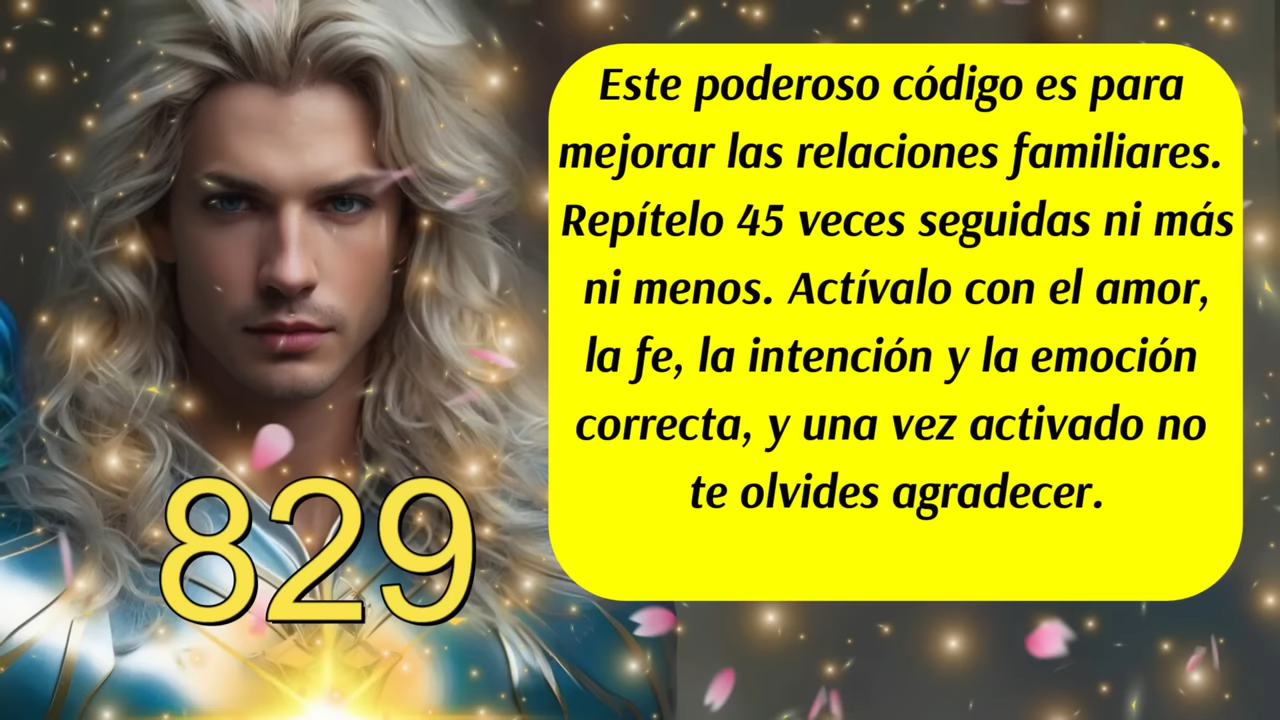 Este poderoso código es para
mejorar las relaciones familiares.
Repítelo 45 veces seguidas ni más
ni menos. Actívalo con el amor,
la fe, la intención y la emoción
correcta, y una vez activado no
te olvides agradecer.
829